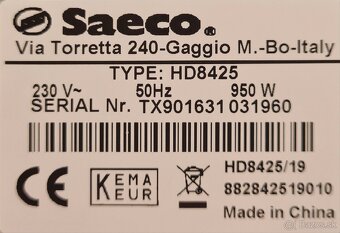 Saeco®
Via Torretta 240-Gaggio M.-Bo-Italy
TYPE: HD8425
230 V~ 50Hz 950 W
SERIAL Nr. TX901631031960
CE
KEMA
KEUR
HD8425/19
882842519010
Made in China